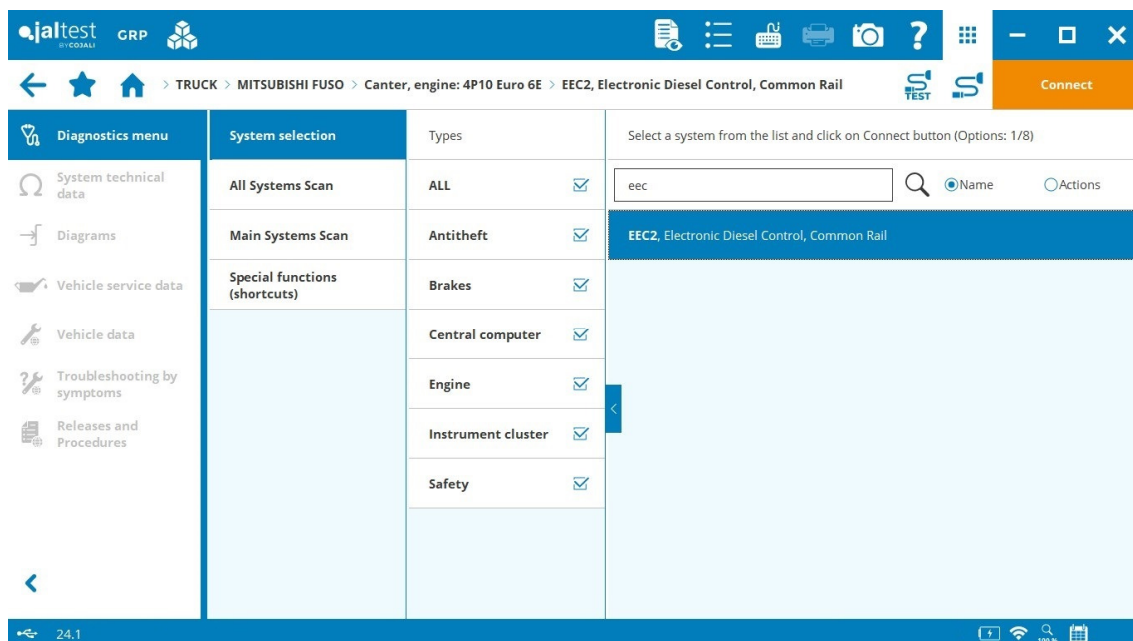 jaltest GRP
BY COJALI
?
> TRUCK > MITSUBISHI FUSO > Canter, engine: 4P10 Euro 6E > EEC2, Electronic Diesel Control, Common Rail
TEST
Connect
Diagnostics menu
System technical
data
Diagrams
Vehicle service data
Vehicle data
Troubleshooting by
symptoms
Releases and
Procedures
System selection
All Systems Scan
Main Systems Scan
Special functions
(shortcuts)
Types
ALL
Antitheft
Brakes
Central computer
Engine
Instrument cluster
Safety
Select a system from the list and click on Connect button (Options: 1/8)
eec
Name
Actions
EEC2, Electronic Diesel Control, Common Rail
24.1
100 %